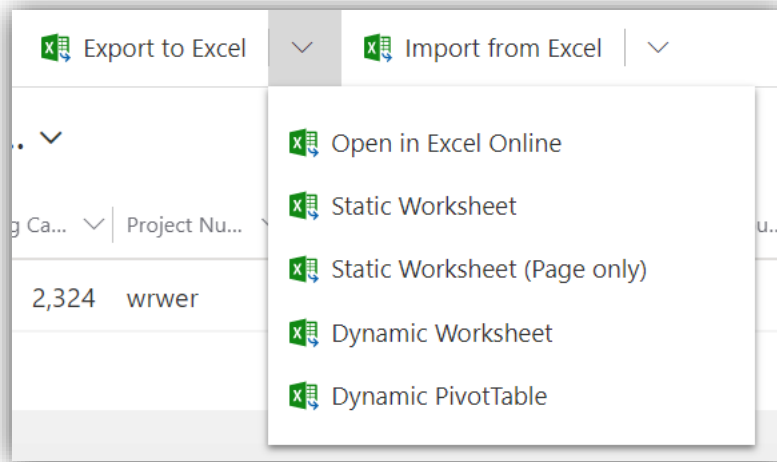 Export to Excel
Import from Excel
Open in Excel Online
.. 
g Ca...
Project Nu...
u..
Static Worksheet
Static Worksheet (Page only)
2,324 wrwer
Dynamic Worksheet
Dynamic PivotTable